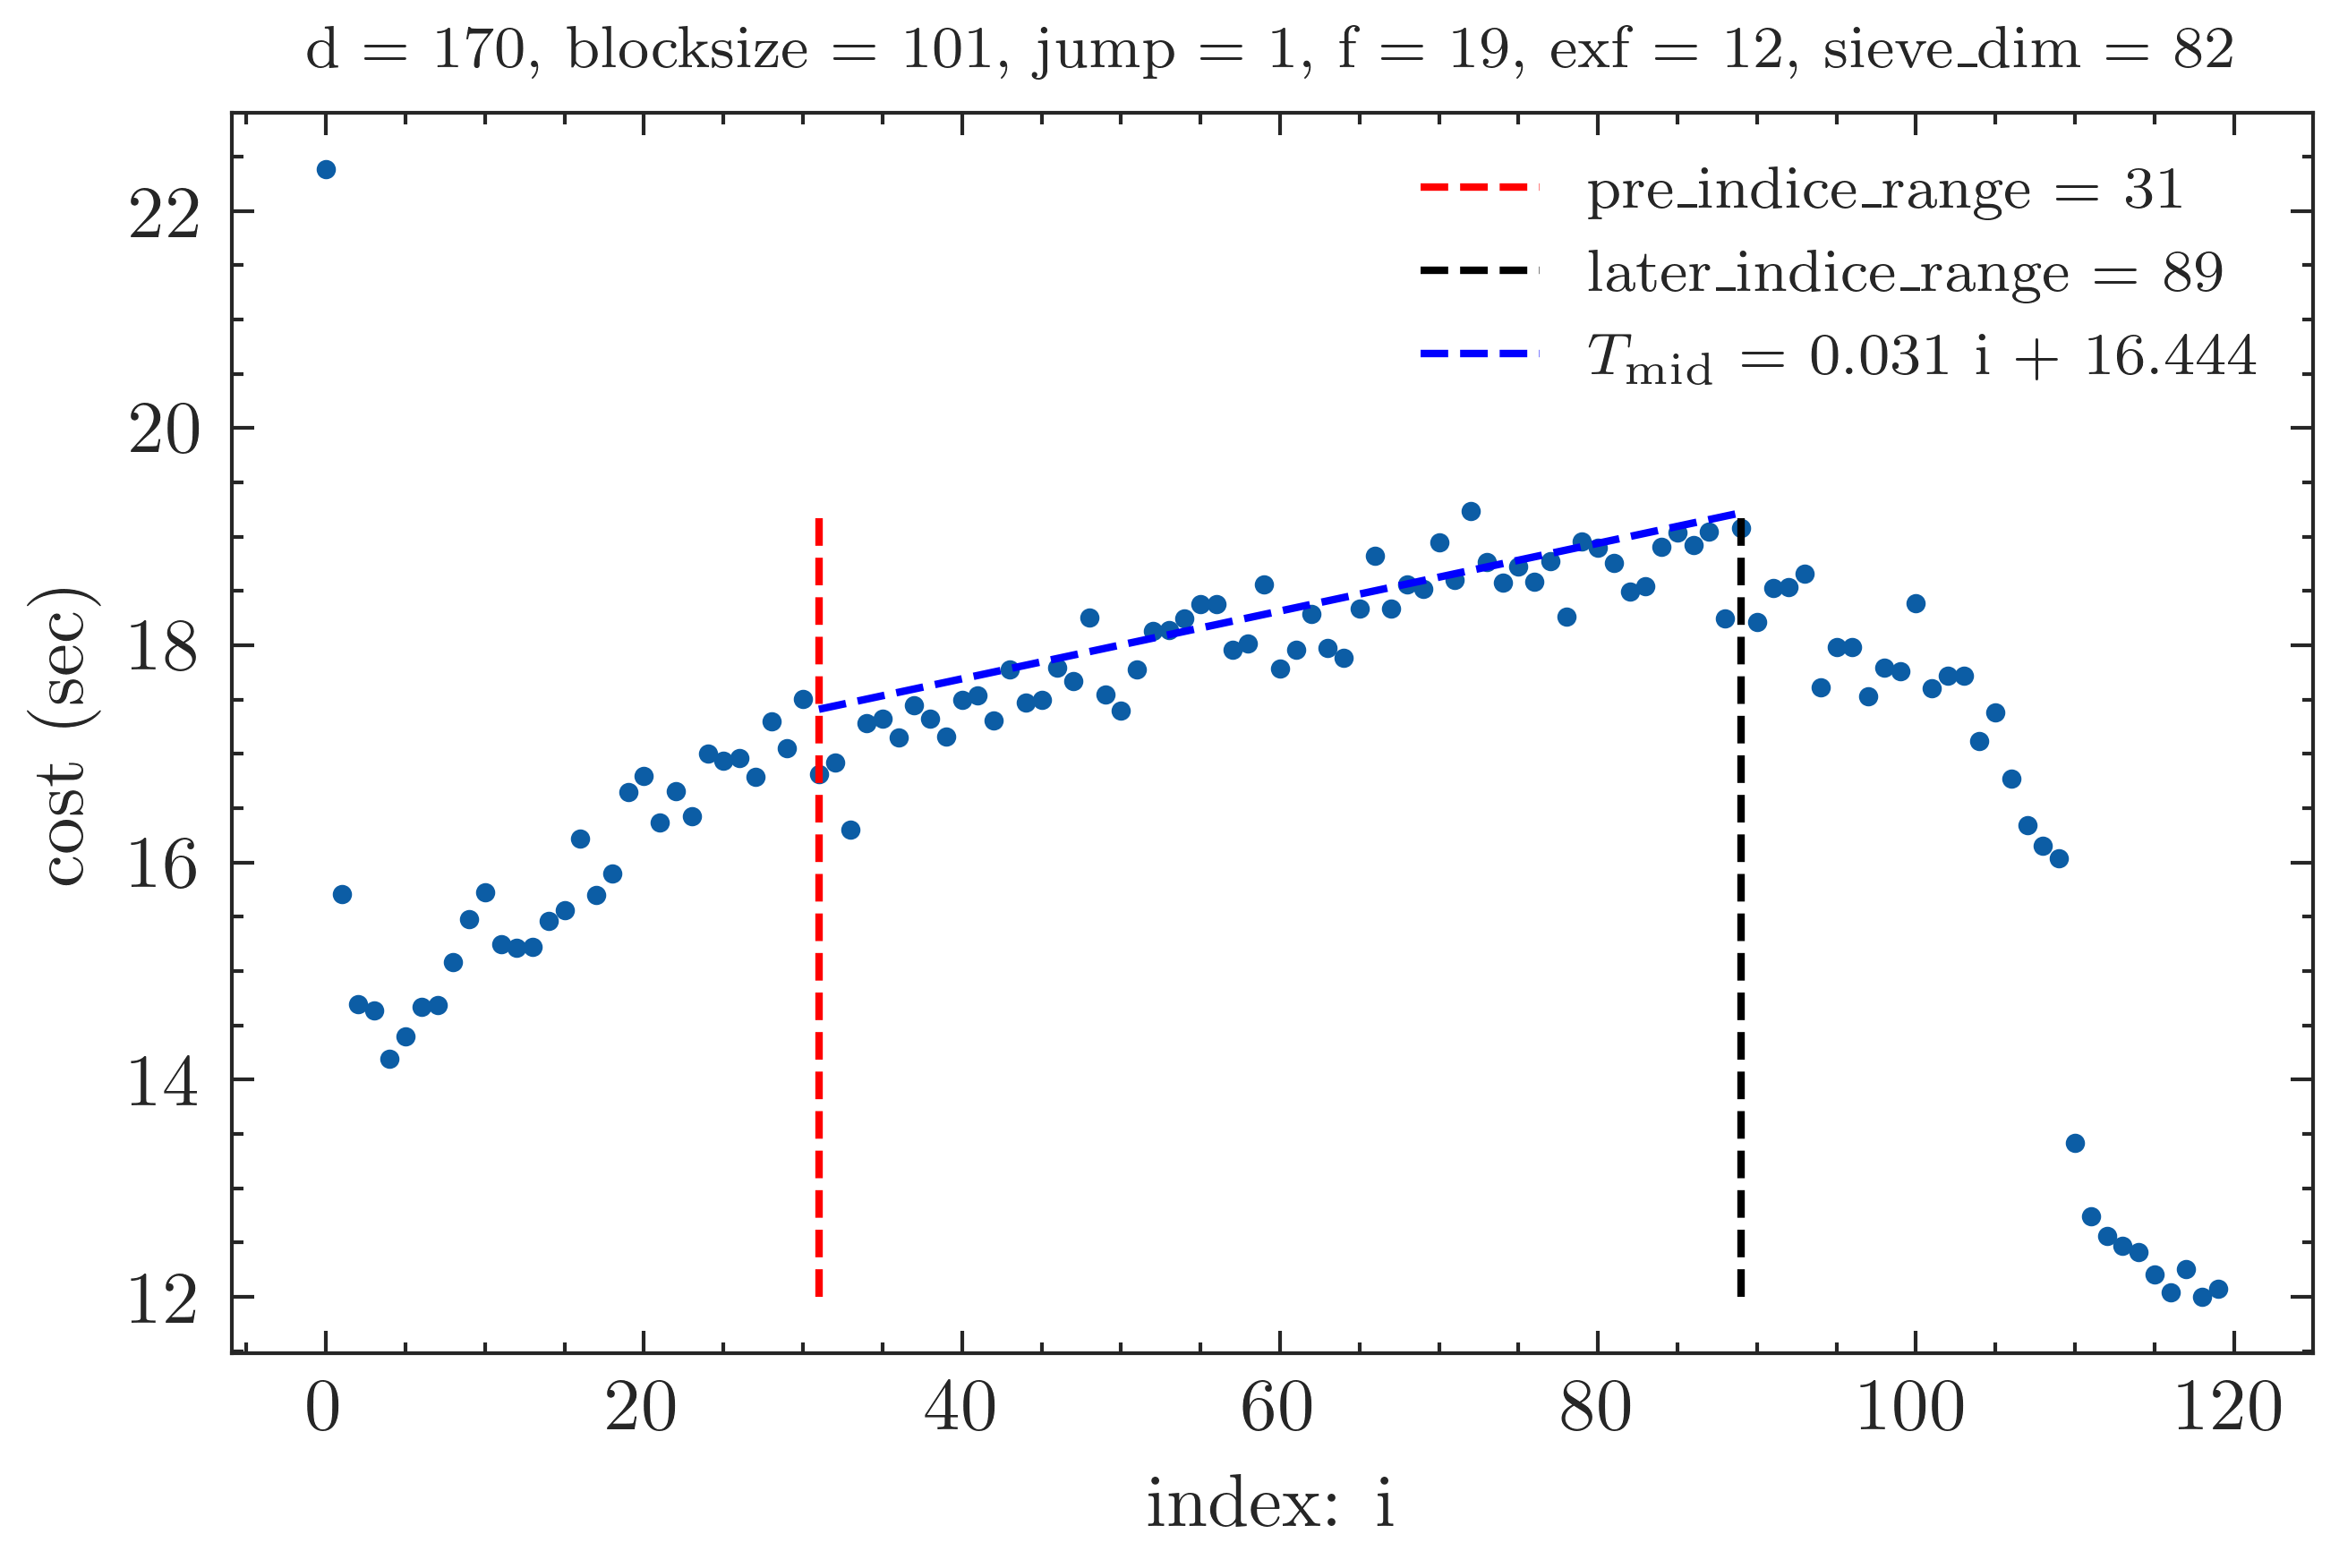 d = 170, blocksize = 101, jump = 1, f = 19, exf = 12, sieve_dim = 82
pre_indice_range = 31
later_indice_range = 89
T_mid = 0.031 i + 16.444
cost (sec)
22
20
18
16
14
12
0 20 40 60 80 100 120
index: i